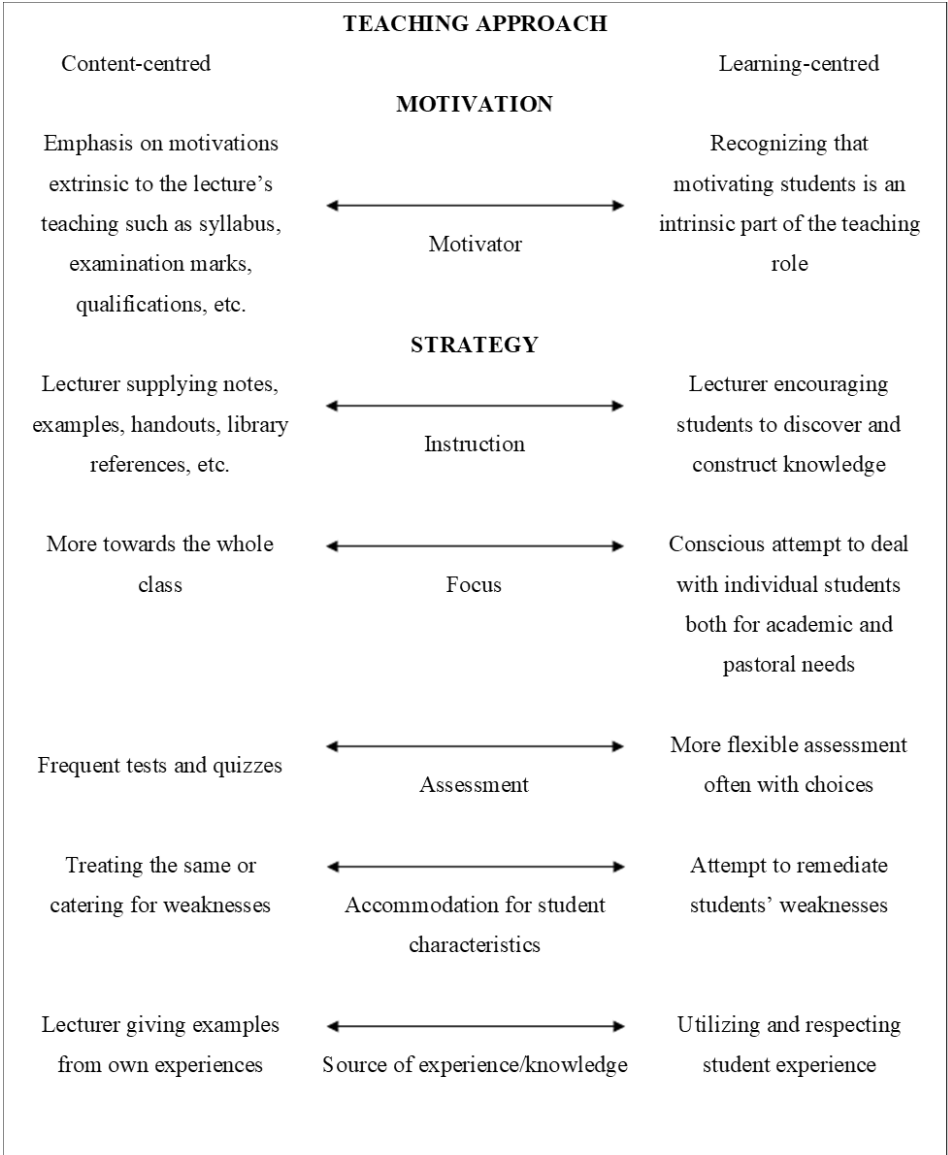 TEACHING APPROACH
Content-centred
Learning-centred
MOTIVATION
Emphasis on motivations
extrinsic to the lecture's
teaching such as syllabus,
examination marks,
qualifications, etc.
Motivator
Recognizing that
motivating students is an
intrinsic part of the teaching
role
STRATEGY
Lecturer supplying notes,
examples, handouts, library
references, etc.
Instruction
Lecturer encouraging
students to discover and
construct knowledge
More towards the whole
class
Focus
Conscious attempt to deal
with individual students
both for academic and
pastoral needs
Frequent tests and quizzes
Assessment
More flexible assessment
often with choices
Treating the same or
catering for weaknesses
Accommodation for student
characteristics
Attempt to remediate
students' weaknesses
Lecturer giving examples
from own experiences
Source of experience/knowledge
Utilizing and respecting
student experience